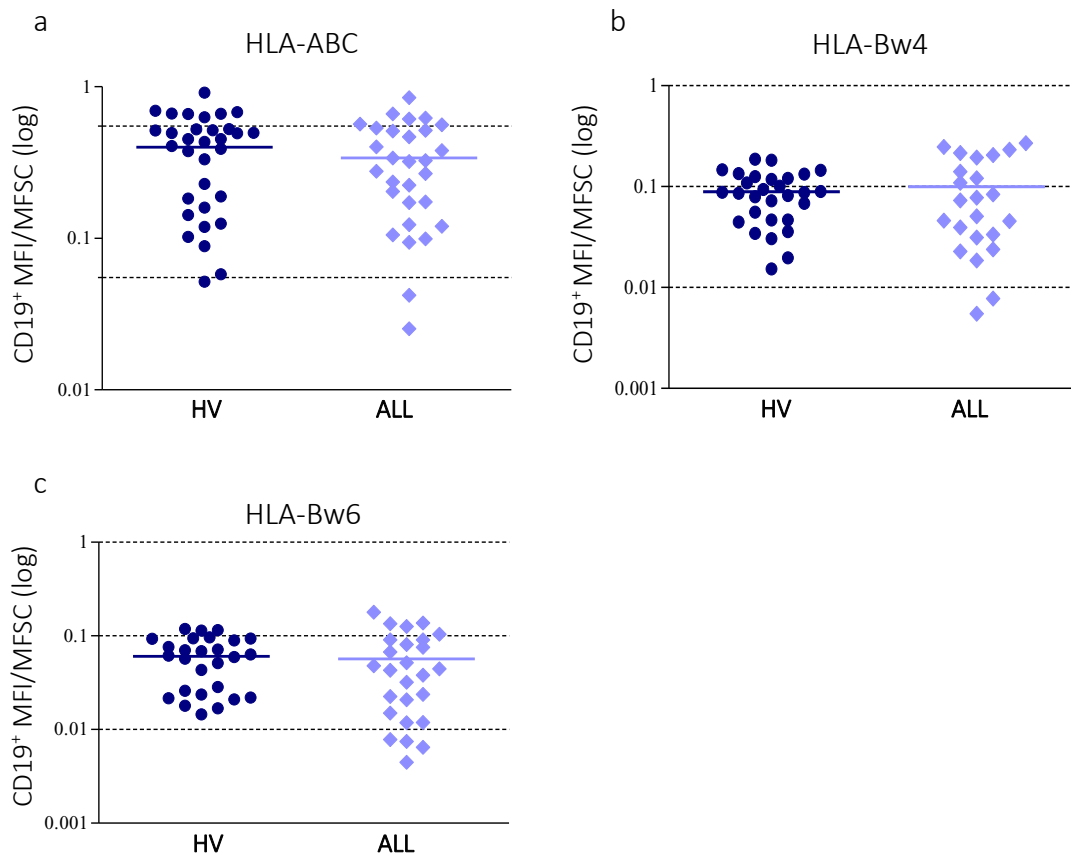 a
HLA-ABC
CD19⁺ MFI/MFSC (log)
1
0.1
0.01
HV
ALL
b
HLA-Bw4
CD19⁺ MFI/MFSC (log)
1
0.1
0.01
0.001
HV
ALL
c
HLA-Bw6
CD19⁺ MFI/MFSC (log)
1
0.1
0.01
0.001
HV
ALL